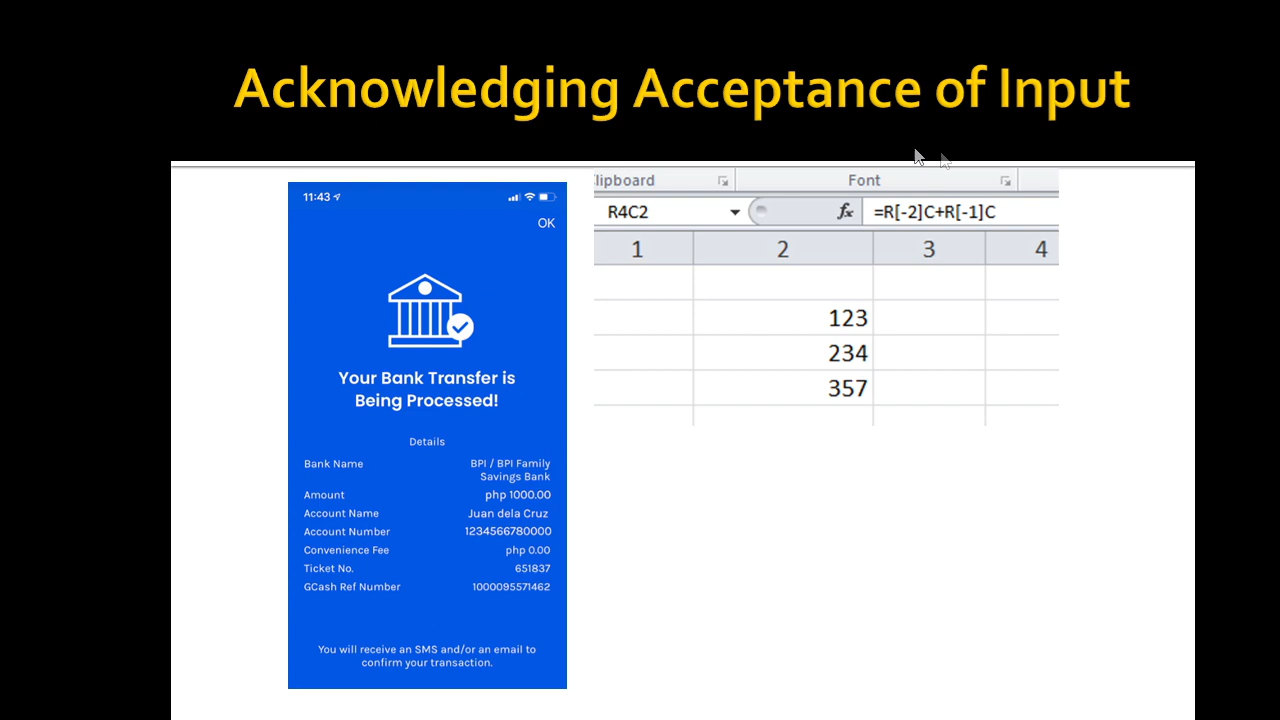 Acknowledging Acceptance of Input
11:43
OK
Your Bank Transfer is
Being Processed!
Details
Bank Name BPI / BPI Family
Savings Bank
Amount php 1000.00
Account Name Juan dela Cruz
Account Number 1234566780000
Convenience Fee php 0.00
Ticket No. 651837
GCash Ref Number 1000095571462
You will receive an SMS and/or an email to
confirm your transaction.
lipboard Font
R4C2 fx =R[-2]C+R[-1]C
1 2 3 4
123
234
357